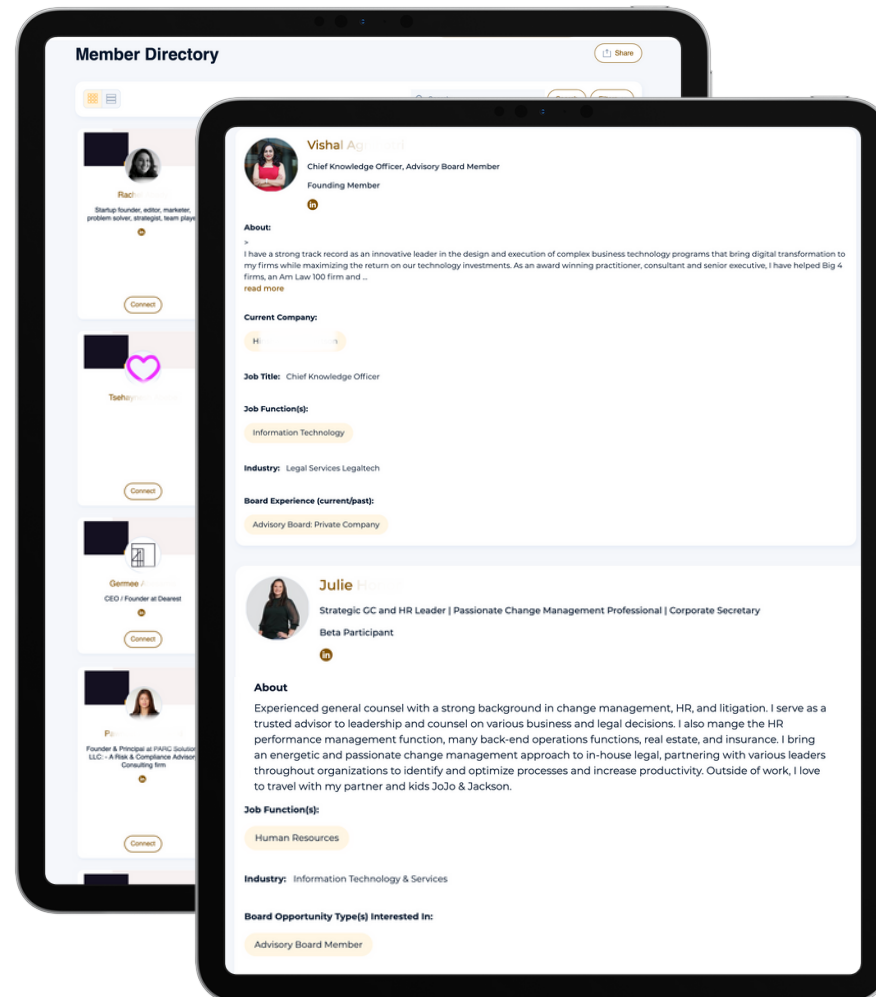 Member Directory
Share
Rach
Startup founder, editor, marketer,
problem solver, strategist, team playe
in
Connect
Tsehay
Connect
Germee
CEO / Founder at Dearest
in
Connect
Pa
Founder & Principal at PARC Solution
LLC: - A Risk & Compliance Advisor
Consulting firm
in
Connect
Vishal Ag
Chief Knowledge Officer, Advisory Board Member
Founding Member
in
About:
>
I have a strong track record as an innovative leader in the design and execution of complex business technology programs that bring digital transformation to
my firms while maximizing the return on our technology investments. As an award winning practitioner, consultant and senior executive, I have helped Big 4
firms, an Am Law 100 firm and ...
read more
Current Company:
H
Job Title: Chief Knowledge Officer
Job Function(s):
Information Technology
Industry: Legal Services Legaltech
Board Experience (current/past):
Advisory Board: Private Company
Julie
Strategic GC and HR Leader | Passionate Change Management Professional | Corporate Secretary
Beta Participant
in
About
Experienced general counsel with a strong background in change management, HR, and litigation. I serve as a
trusted advisor to leadership and counsel on various business and legal decisions. I also mange the HR
performance management function, many back-end operations functions, real estate, and insurance. I bring
an energetic and passionate change management approach to in-house legal, partnering with various leaders
throughout organizations to identify and optimize processes and increase productivity. Outside of work, I love
to travel with my partner and kids JoJo & Jackson.
Job Function(s):
Human Resources
Industry: Information Technology & Services
Board Opportunity Type(s) Interested In:
Advisory Board Member